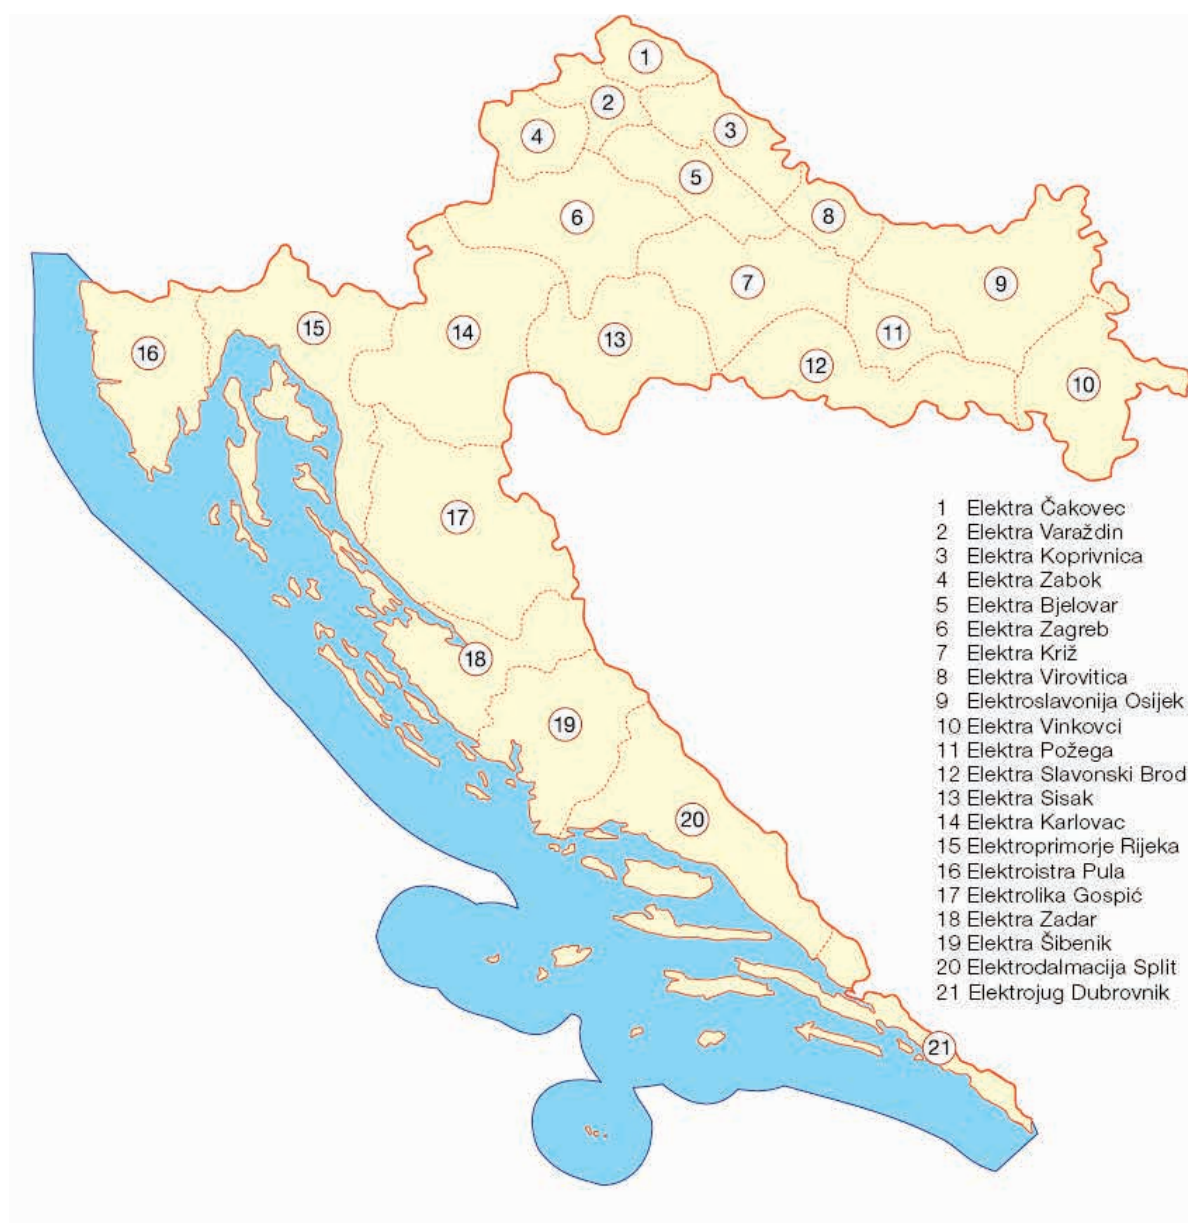 1
2
3
4
5
6
8
7
9
15
14
13
11
16
12
10
17
18
19
20
21
1 Elektra Čakovec
2 Elektra Varaždin
3 Elektra Koprivnica
4 Elektra Zabok
5 Elektra Bjelovar
6 Elektra Zagreb
7 Elektra Križ
8 Elektra Virovitica
9 Elektroslavonija Osijek
10 Elektra Vinkovci
11 Elektra Požega
12 Elektra Slavonski Brod
13 Elektra Sisak
14 Elektra Karlovac
15 Elektroprimorje Rijeka
16 Elektroistra Pula
17 Elektrolika Gospić
18 Elektra Zadar
19 Elektra Šibenik
20 Elektrodalmacija Split
21 Elektrojug Dubrovnik